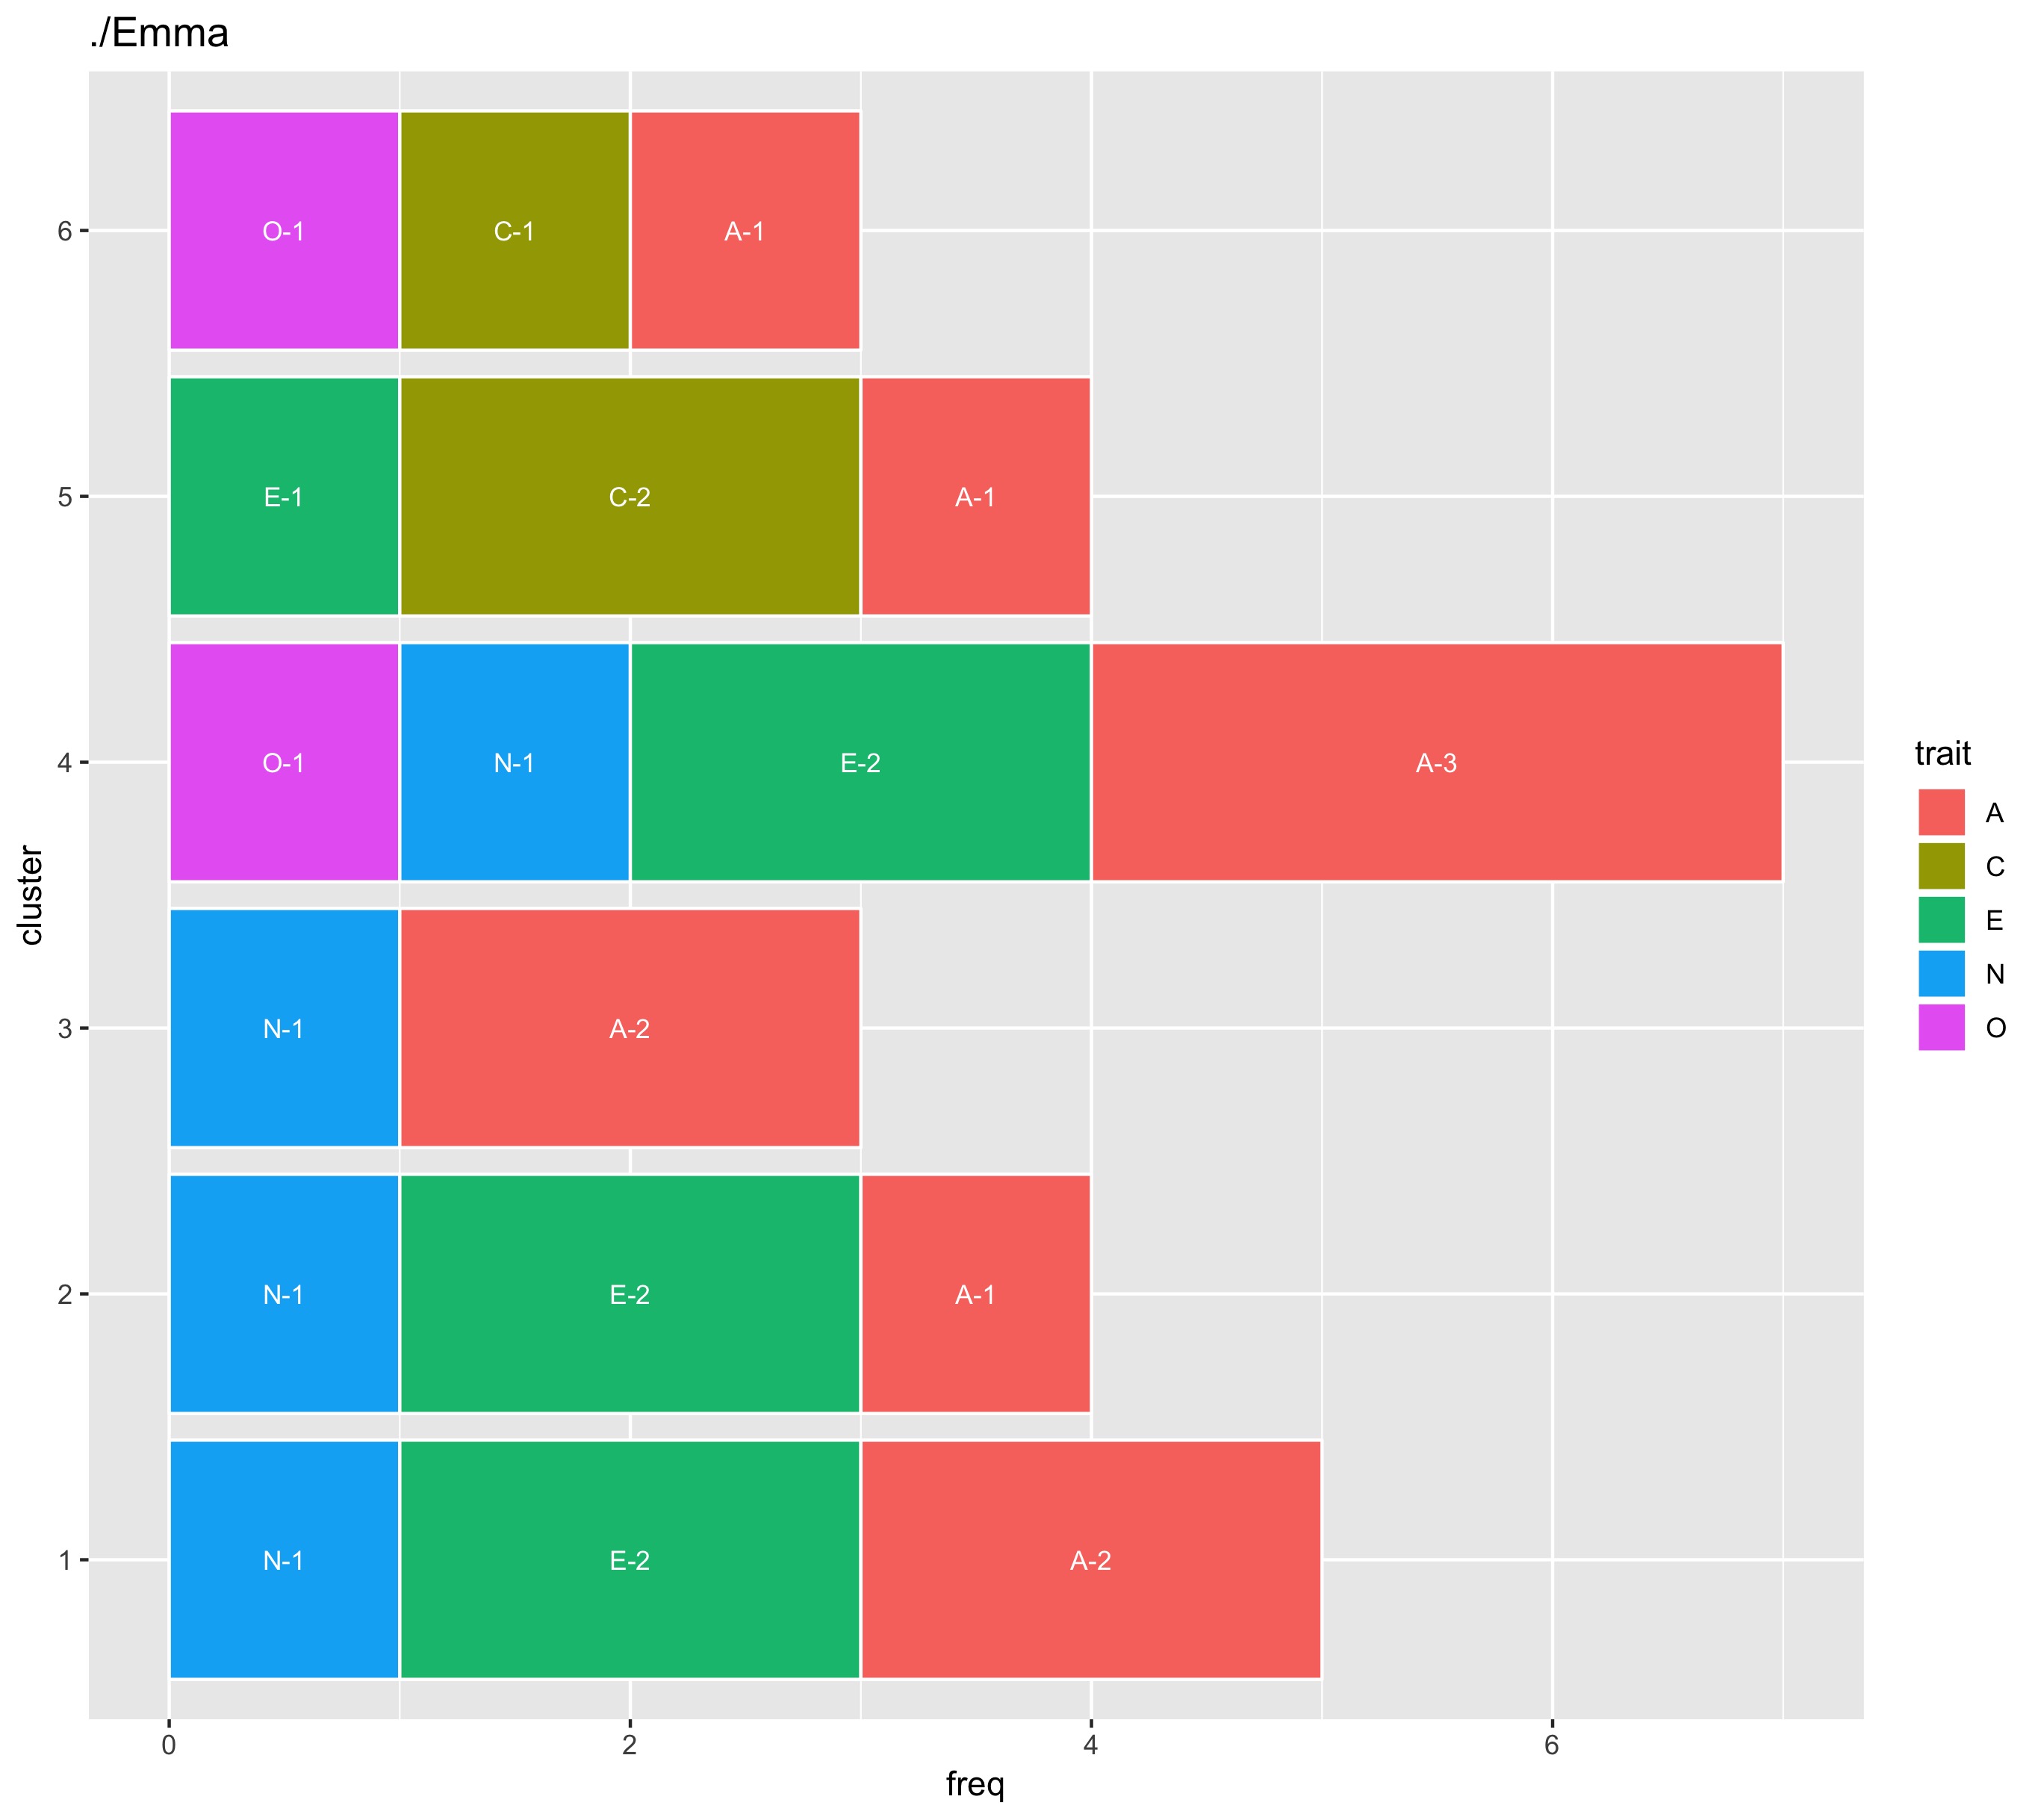 ./Emma
6
O-1 C-1 A-1
5
E-1 C-2 A-1
4
O-1 N-1 E-2 A-3
3
N-1 A-2
2
N-1 E-2 A-1
1
N-1 E-2 A-2
0 2 4 6
freq
cluster
trait
A
C
E
N
O